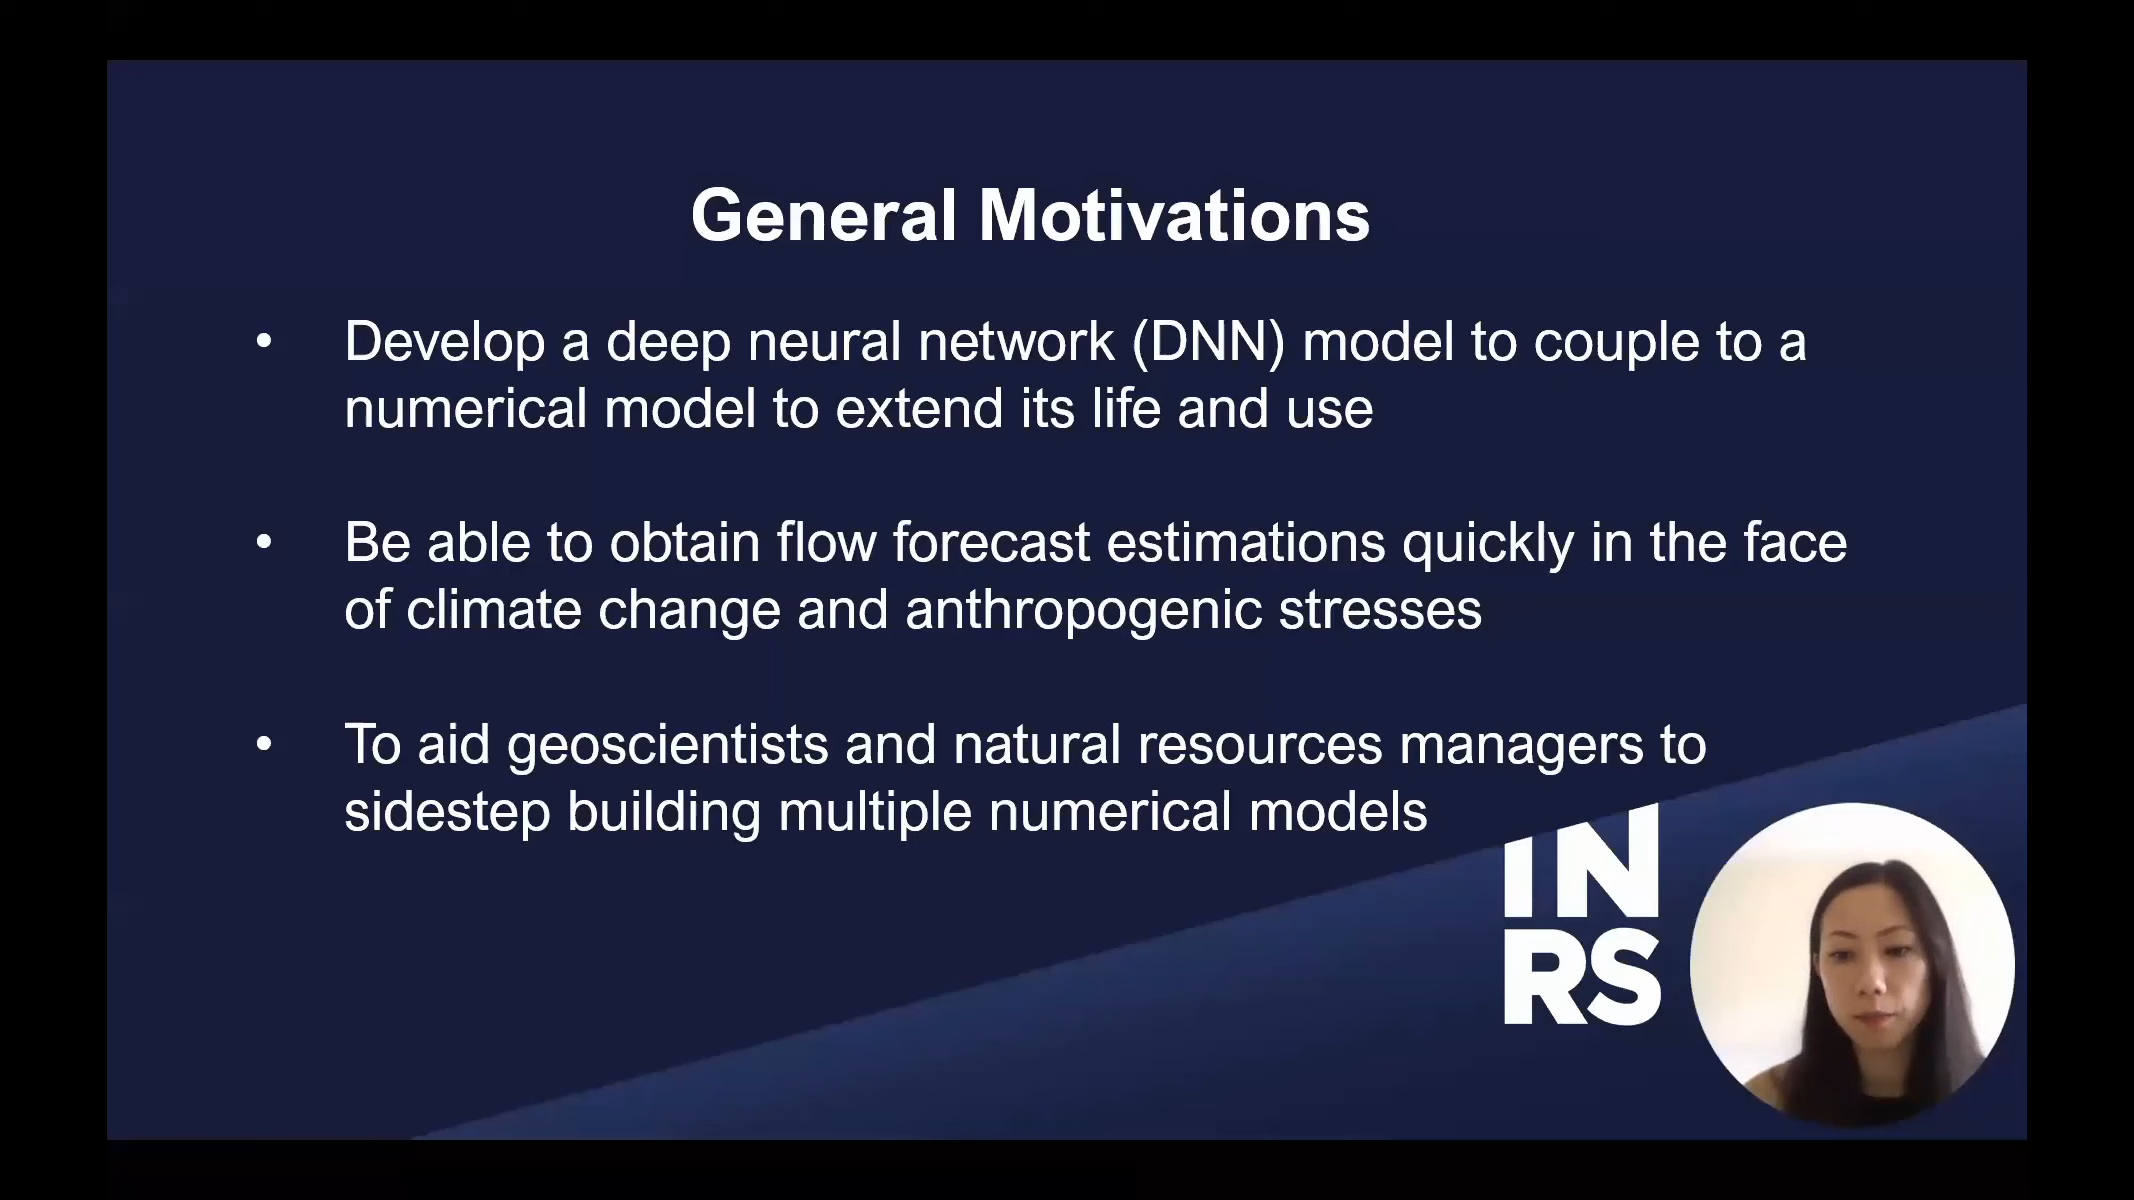 General Motivations
• Develop a deep neural network (DNN) model to couple to a
numerical model to extend its life and use
• Be able to obtain flow forecast estimations quickly in the face
of climate change and anthropogenic stresses
• To aid geoscientists and natural resources managers to
sidestep building multiple numerical models
IN
RS